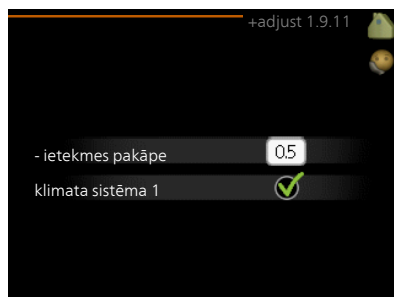 +adjust 1.9.11
- ietekmes pakāpe 0.5
klimata sistēma 1